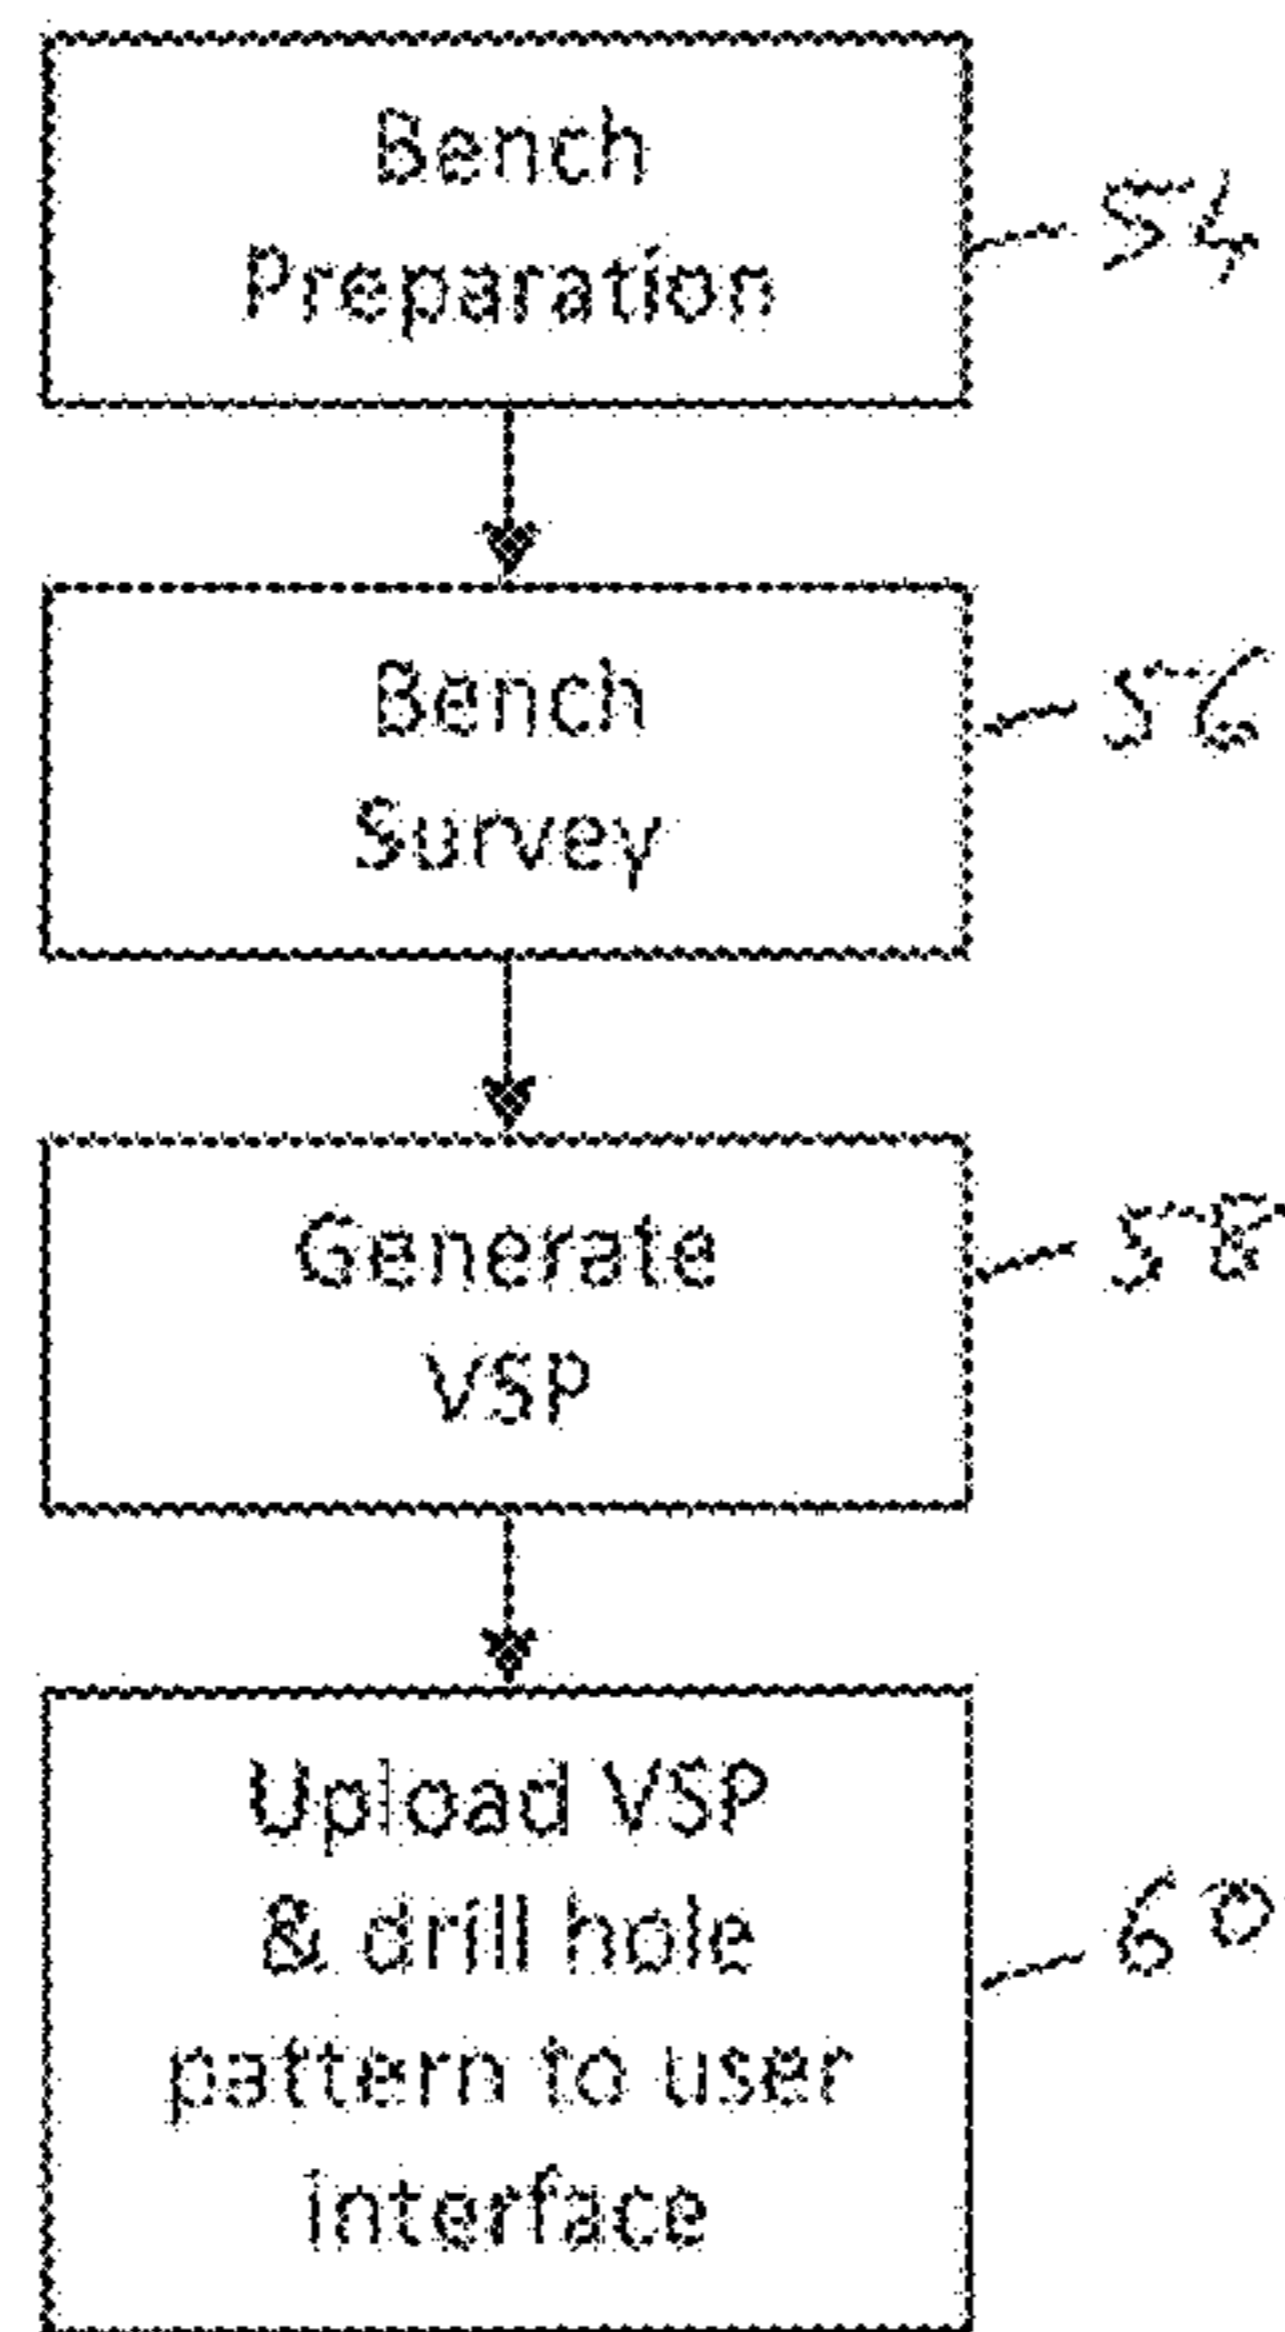 Bench
Preparation
54
Bench
Survey
56
Generate
VSP
58
Upload VSP
& drill hole
pattern to user
interface
60